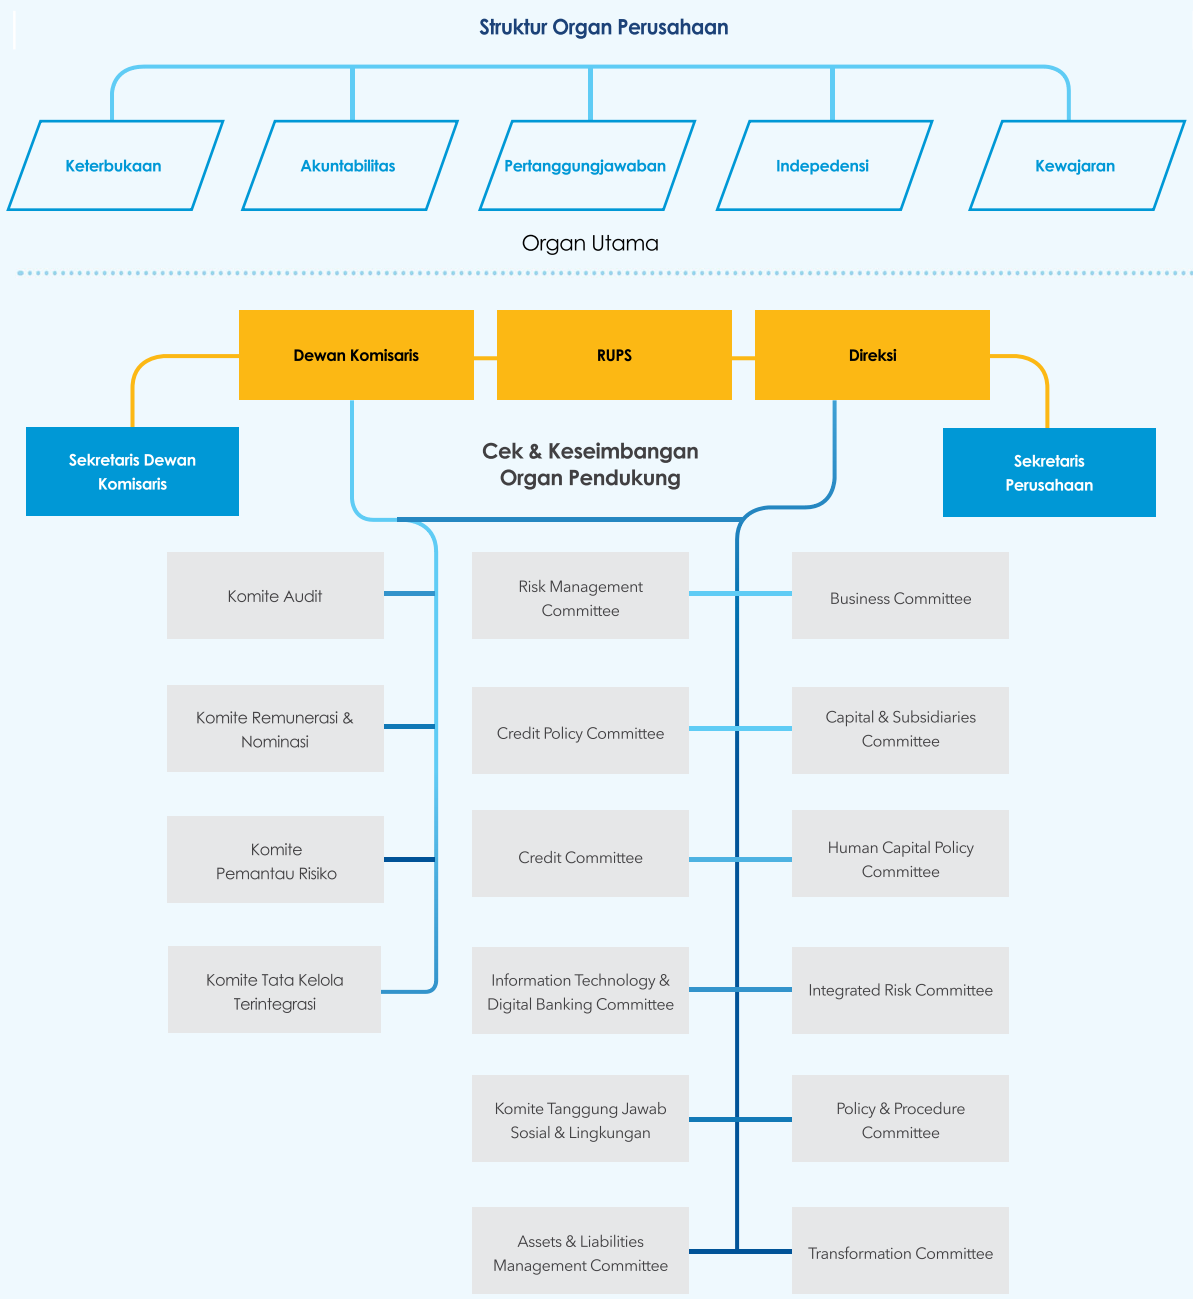 Struktur Organ Perusahaan
Keterbukaan
Akuntabilitas
Pertanggungjawaban
Indepedensi
Kewajaran
Organ Utama
Dewan Komisaris
RUPS
Direksi
Sekretaris Dewan
Komisaris
Cek & Keseimbangan
Organ Pendukung
Sekretaris
Perusahaan
Komite Audit
Risk Management
Committee
Business Committee
Komite Remunerasi &
Nominasi
Credit Policy Committee
Capital & Subsidiaries
Committee
Komite
Pemantau Risiko
Credit Committee
Human Capital Policy
Committee
Komite Tata Kelola
Terintegrasi
Information Technology &
Digital Banking Committee
Integrated Risk Committee
Komite Tanggung Jawab
Sosial & Lingkungan
Policy & Procedure
Committee
Assets & Liabilities
Management Committee
Transformation Committee